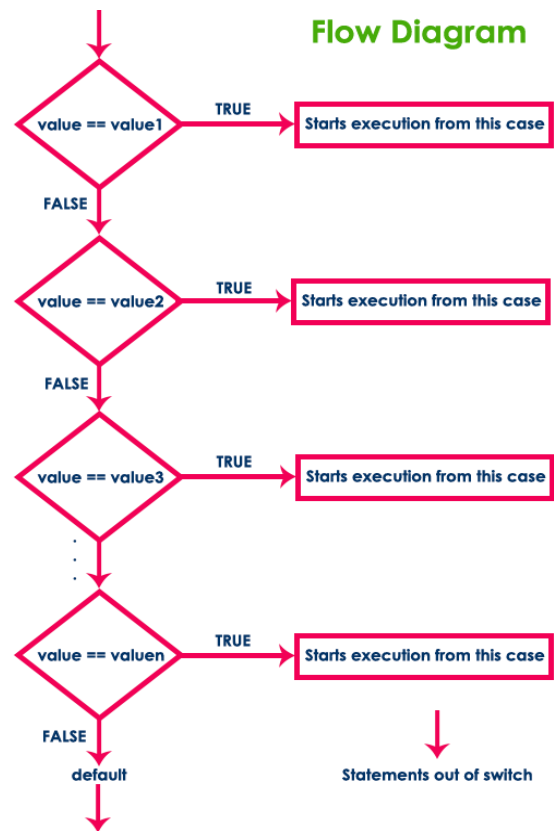 Flow Diagram
value == value1
TRUE
Starts execution from this case
FALSE
value == value2
TRUE
Starts execution from this case
FALSE
value == value3
TRUE
Starts execution from this case
.
.
.
value == valuen
TRUE
Starts execution from this case
FALSE
default
Statements out of switch